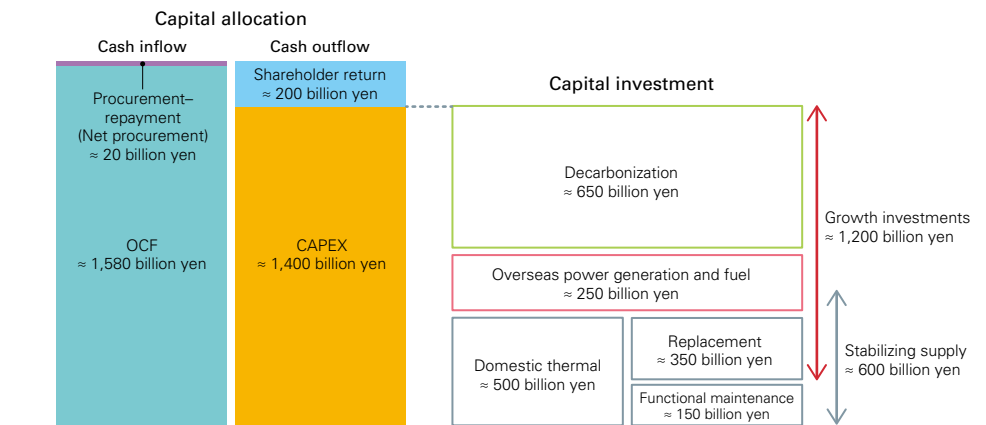 Capital allocation
Cash inflow
Cash outflow
Procurement–
repayment
(Net procurement)
≈ 20 billion yen
OCF
≈ 1,580 billion yen
Shareholder return
≈ 200 billion yen
CAPEX
≈ 1,400 billion yen
Capital investment
Decarbonization
≈ 650 billion yen
Overseas power generation and fuel
≈ 250 billion yen
Domestic thermal
≈ 500 billion yen
Replacement
≈ 350 billion yen
Functional maintenance
≈ 150 billion yen
Growth investments
≈ 1,200 billion yen
Stabilizing supply
≈ 600 billion yen